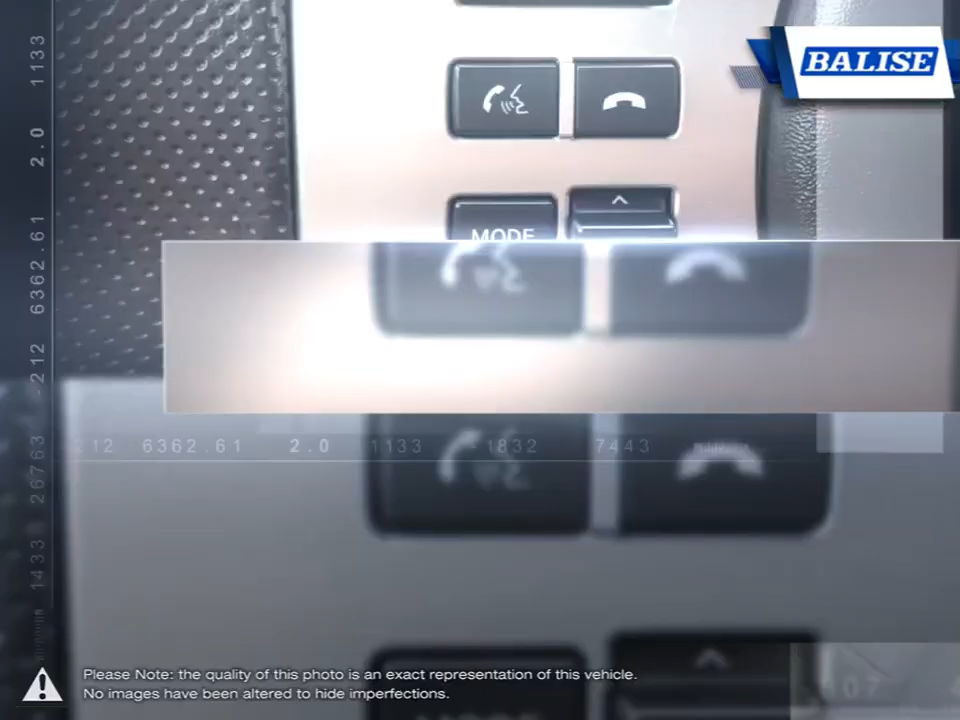 BALISE
1133
2.0
6362.61
-212
26763
1433
MODE
212 6362.61 2.0 1133 1832 7443
107
Please Note: the quality of this photo is an exact representation of this vehicle.
No images have been altered to hide imperfections.